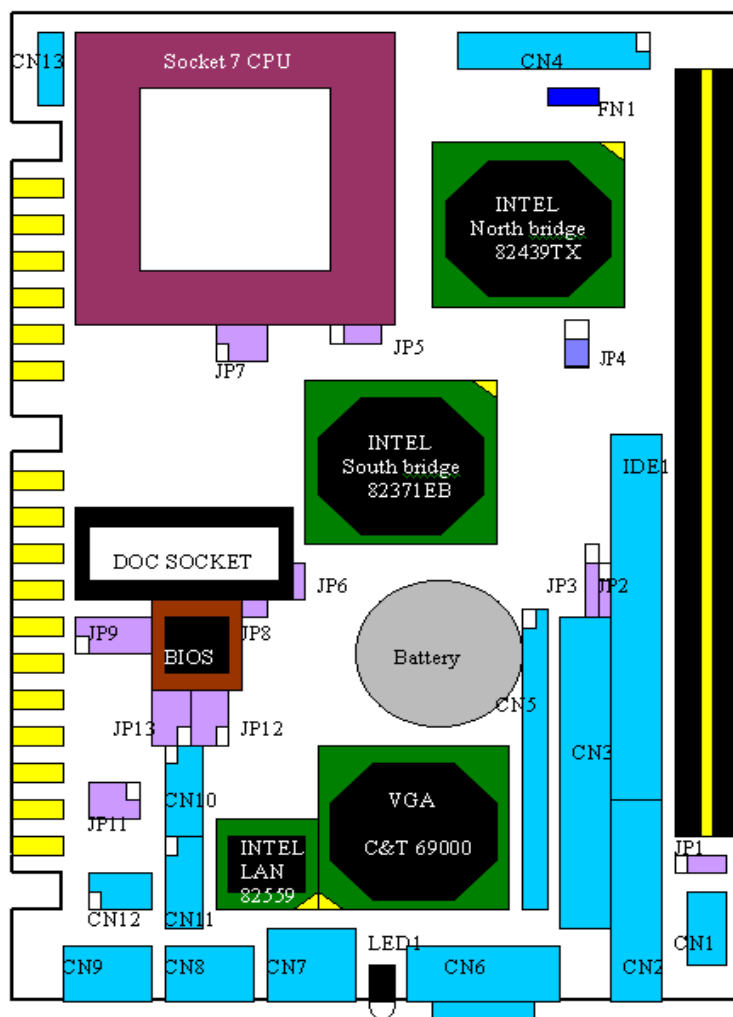 CN13
Socket 7 CPU
CN4
FN1
INTEL
North bridge
82439TX
JP7
JP5
JP4
INTEL
South bridge
82371EB
IDE1
DOC SOCKET
JP6
JP3
JP2
JP9
JP8
BIOS
Battery
CN5
JP13
JP12
CN3
CN10
VGA
C&T 69000
JP11
INTEL
LAN
82559
JP1
CN12
CN11
LED1
CN1
CN9
CN8
CN7
CN6
CN2